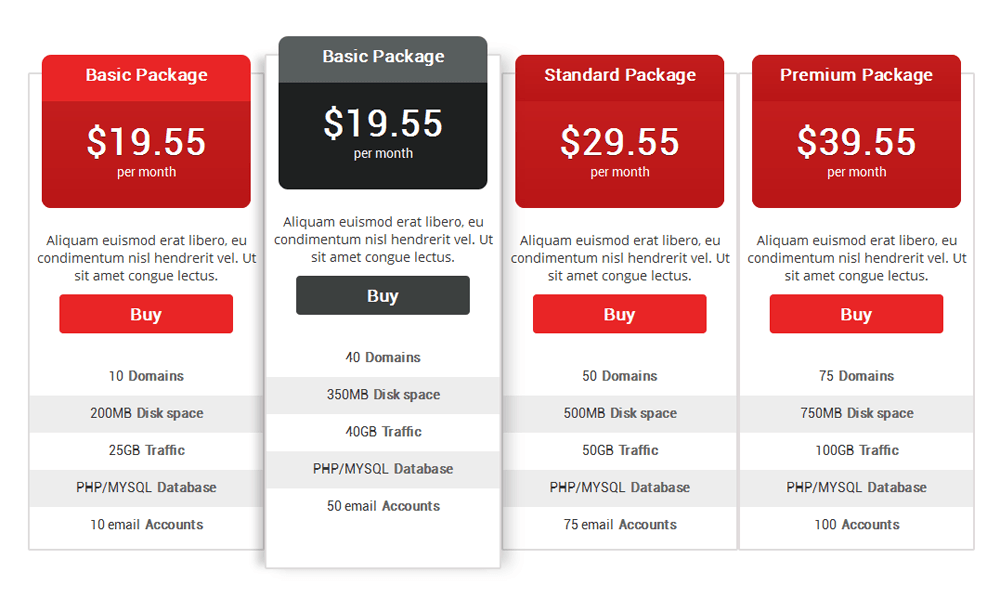 Basic Package
$19.55
per month
Aliquam euismod erat libero, eu
condimentum nisl hendrerit vel. Ut
sit amet congue lectus.
Buy
10 Domains
200MB Disk space
25GB Traffic
PHP/MYSQL Database
10 email Accounts
Basic Package
$19.55
per month
Aliquam euismod erat libero, eu
condimentum nisl hendrerit vel. Ut
sit amet congue lectus.
Buy
40 Domains
350MB Disk space
40GB Traffic
PHP/MYSQL Database
50 email Accounts
Standard Package
$29.55
per month
Aliquam euismod erat libero, eu
condimentum nisl hendrerit vel. Ut
sit amet congue lectus.
Buy
50 Domains
500MB Disk space
50GB Traffic
PHP/MYSQL Database
75 email Accounts
Premium Package
$39.55
per month
Aliquam euismod erat libero, eu
condimentum nisl hendrerit vel. Ut
sit amet congue lectus.
Buy
75 Domains
750MB Disk space
100GB Traffic
PHP/MYSQL Database
100 Accounts